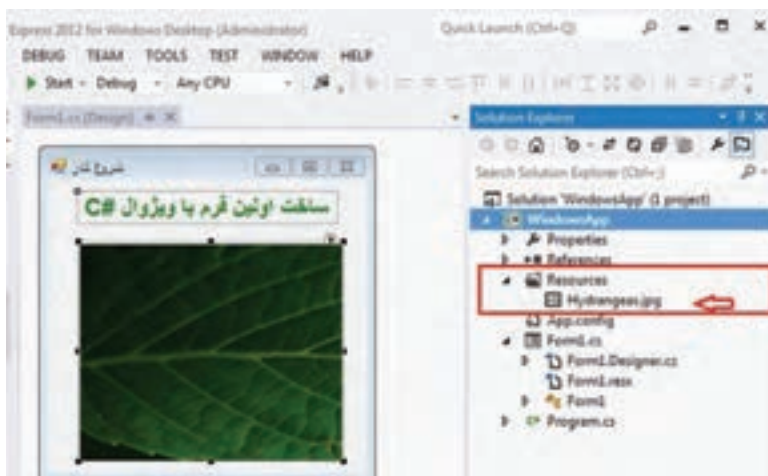 Express 2012 for Windows Desktop (Administrator)
Quick Launch (Ctrl+Q)
DEBUG TEAM TOOLS TEST WINDOW HELP
Start Debug Any CPU
Form1.cs [Design]
Solution Explorer
Search Solution Explorer (Ctrl+;)
Solution 'WindowsApp' (1 project)
WindowsApp
Properties
References
Resources
Hydrangeas.jpg
App.config
Form1.cs
Form1.Designer.cs
Form1.resx
Form1
Program.cs
شروع شد
ساخت اولین فرم با ویژوال C#